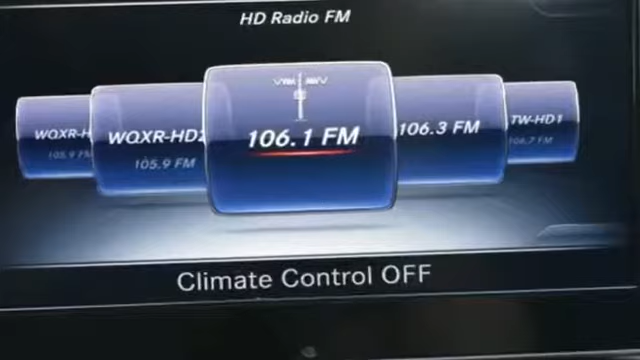 HD Radio FM
WQXR-H
105.9 FM
WQXR-HD2
105.9 FM
106.1 FM
106.3 FM
TW-HD1
106.7 FM
Climate Control OFF